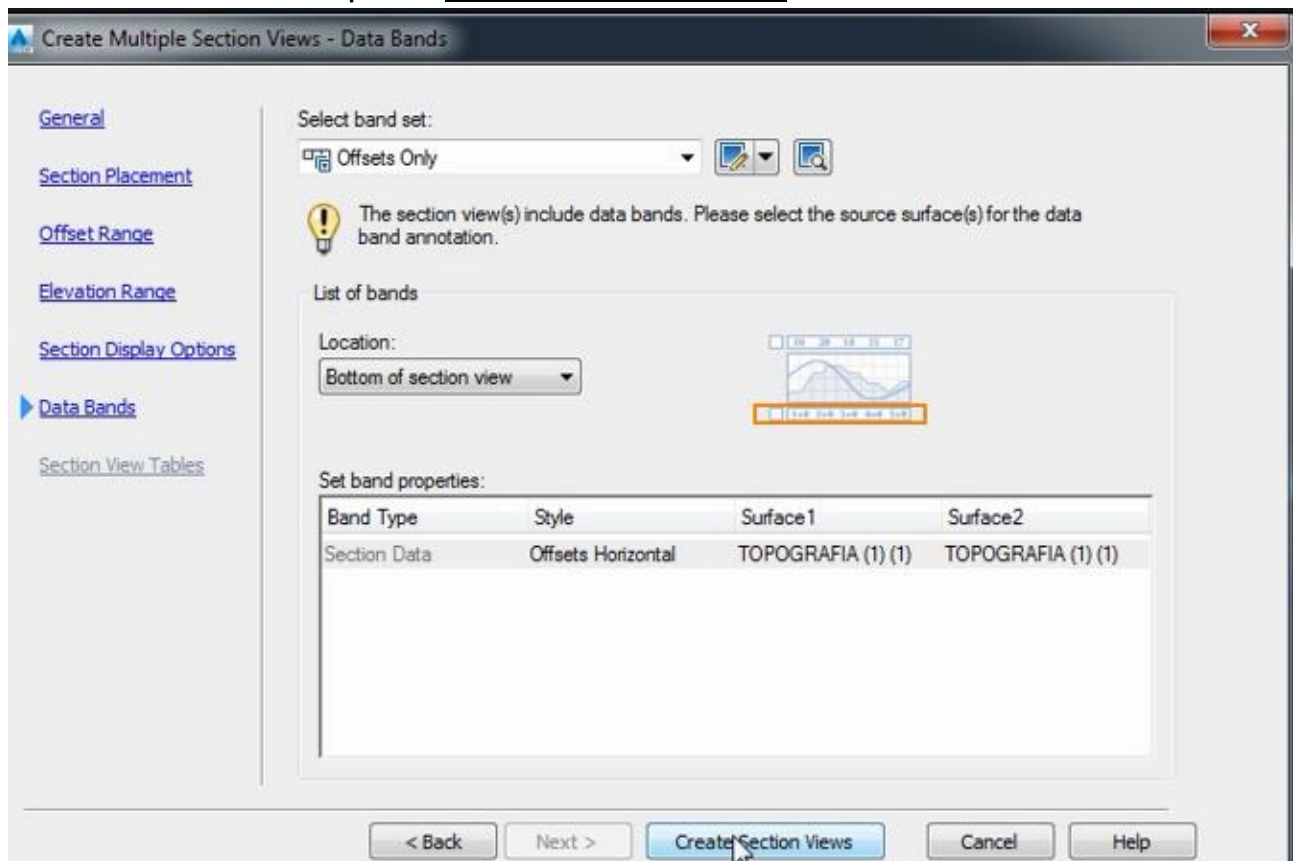 Create Multiple Section Views - Data Bands
General
Section Placement
Offset Range
Elevation Range
Section Display Options
Data Bands
Section View Tables
Select band set:
Offsets Only
The section view(s) include data bands. Please select the source surface(s) for the data
band annotation.
List of bands
Location:
Bottom of section view
Set band properties:
Band Type Style Surface1 Surface2
Section Data Offsets Horizontal TOPOGRAFIA (1) (1) TOPOGRAFIA (1) (1)
< Back Next > Create Section Views Cancel Help